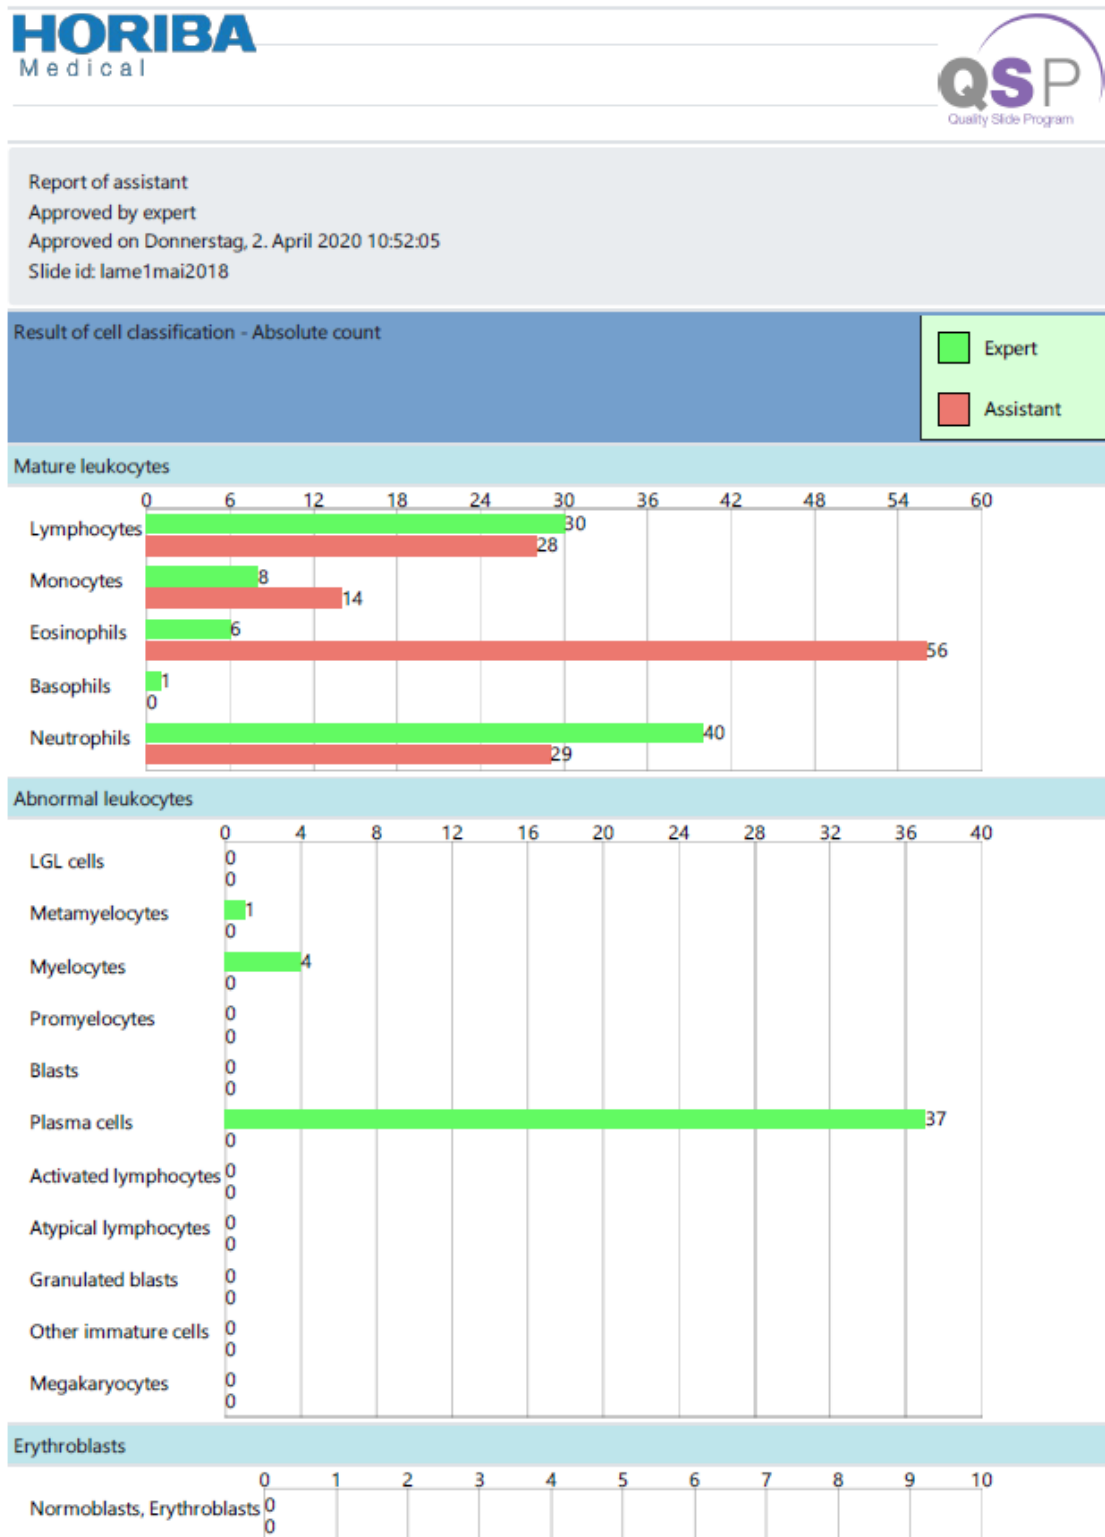 HORIBA
Medical
QSP
Quality Slide Program
Report of assistant
Approved by expert
Approved on Donnerstag, 2. April 2020 10:52:05
Slide id: lame1mai2018
Result of cell classification - Absolute count
Expert
Assistant
Mature leukocytes
0 6 12 18 24 30 36 42 48 54 60
Lymphocytes 30
28
Monocytes 8
14
Eosinophils 6
56
Basophils 1
0
Neutrophils 40
29
Abnormal leukocytes
0 4 8 12 16 20 24 28 32 36 40
LGL cells 0
0
Metamyelocytes 1
0
Myelocytes 4
0
Promyelocytes 0
0
Blasts 0
0
Plasma cells 37
0
Activated lymphocytes 0
0
Atypical lymphocytes 0
0
Granulated blasts 0
0
Other immature cells 0
0
Megakaryocytes 0
0
Erythroblasts
0 1 2 3 4 5 6 7 8 9 10
Normoblasts, Erythroblasts 0
0